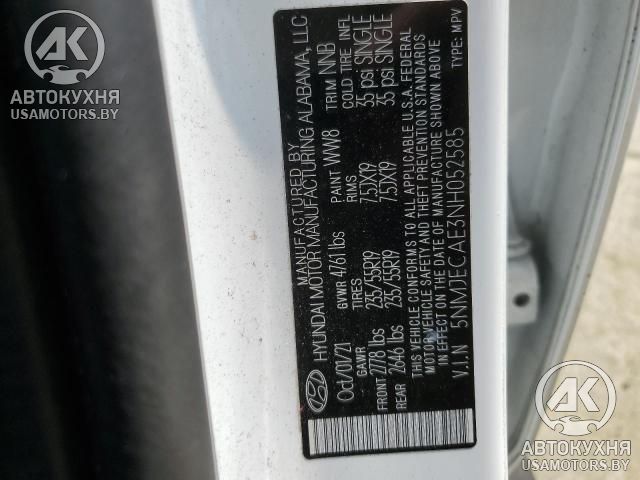 MANUFACTURED BY
HYUNDAI MOTOR MANUFACTURING ALABAMA, LLC
Oct/07/21 PAINT WW8 TRIM NNB
GVWR 4761 lbs
GAWR TIRES RIMS COLD TIRE INFL
FRONT 2778 lbs 235/55R19 7.5JX19 35 psi SINGLE
REAR 2646 lbs 235/55R19 7.5JX19 35 psi SINGLE
THIS VEHICLE CONFORMS TO ALL APPLICABLE U.S.A. FEDERAL
MOTOR VEHICLE SAFETY AND THEFT PREVENTION STANDARDS
IN EFFECT ON THE DATE OF MANUFACTURE SHOWN ABOVE
V.I.N 5NMJECAE3NH052585 TYPE: MPV
АК
АВТОКУХНЯ
USAMOTORS.BY
АК
АВТОКУХНЯ
USAMOTORS.BY